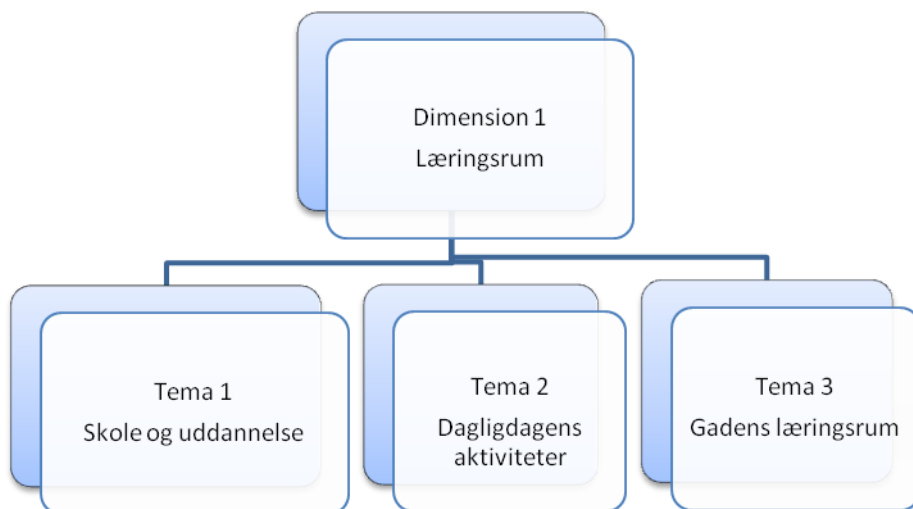 Dimension 1
Læringsrum
Tema 1
Skole og uddannelse
Tema 2
Dagligdagens
aktiviteter
Tema 3
Gadens læringsrum